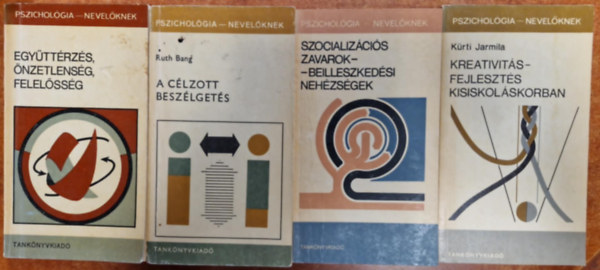 PSZICHOLÓGIA — NEVELŐKNEK
EGYÜTTÉRZÉS,
ÖNZETLENSÉG,
FELELŐSSÉG
TANKÖNYVKIADÓ
PSZICHOLÓGIA — NEVELŐKNEK
Ruth Bang
A CÉLZOTT
BESZÉLGETÉS
TANKÖNYVKIADÓ
PSZICHOLÓGIA — NEVELŐKNEK
SZOCIALIZÁCIÓS
ZAVAROK-
-BEILLESZKEDÉSI
NEHÉZSÉGEK
TANKÖNYVKIADÓ
PSZICHOLÓGIA — NEVELŐKNEK
Kürti Jarmila
KREATIVITÁS-
FEJLESZTÉS
KISISKOLÁSKORBAN
TANKÖNYVKIADÓ